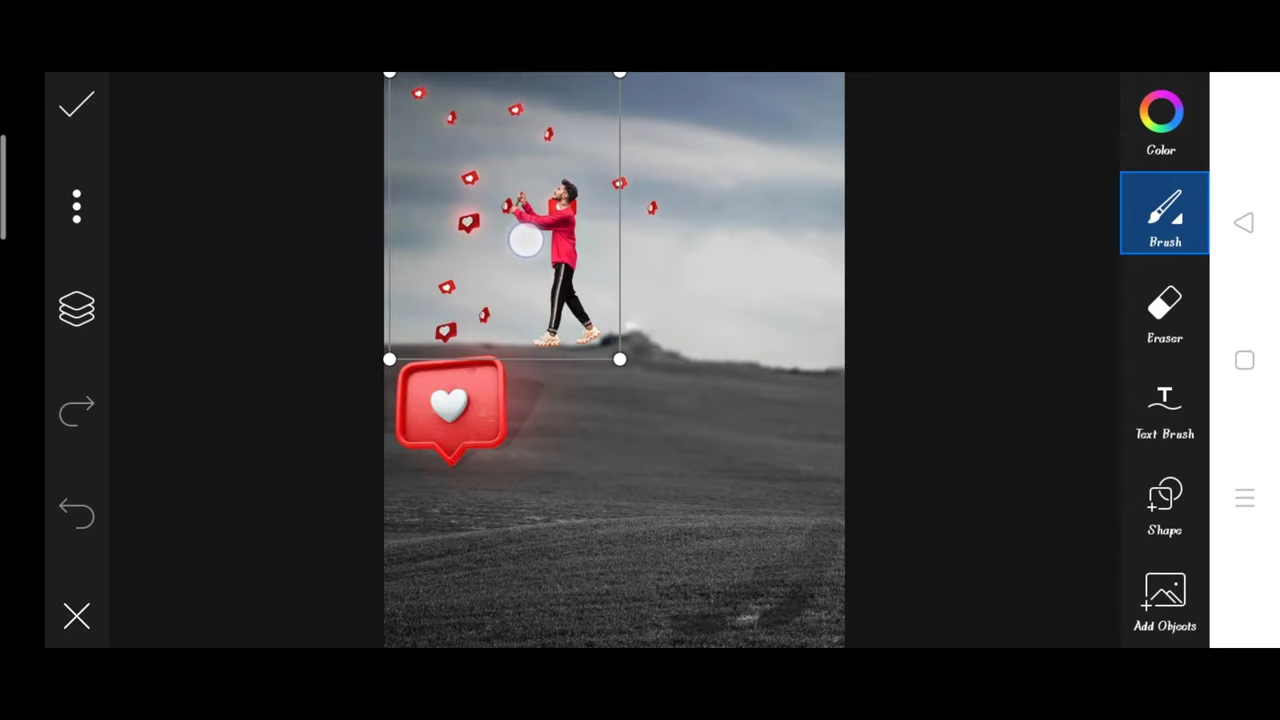 Color
Brush
Eraser
Text Brush
Shape
Add Objects